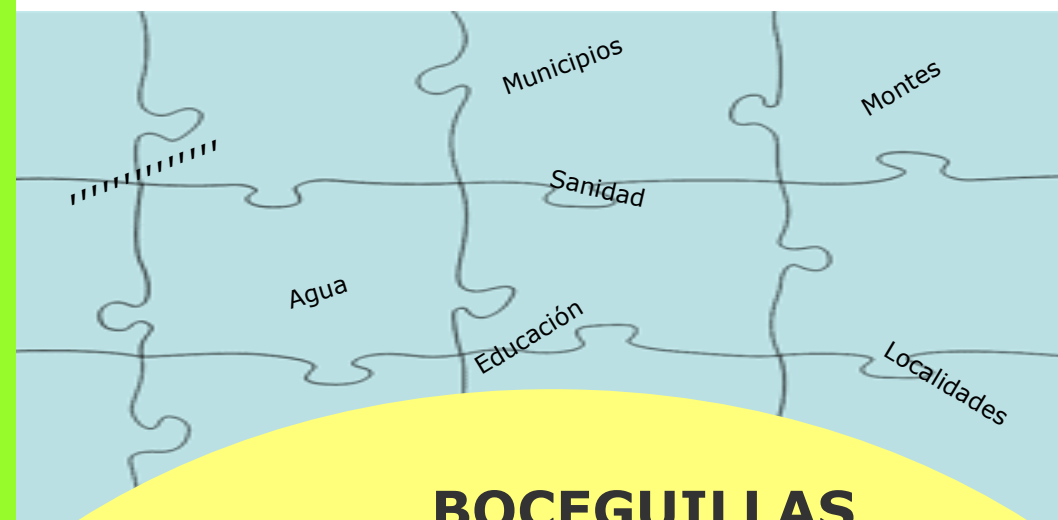 Municipios
Montes
,,,,,,,,,,,,,
Sanidad
Agua
Educación
Localidades
BOCEGUILLAS